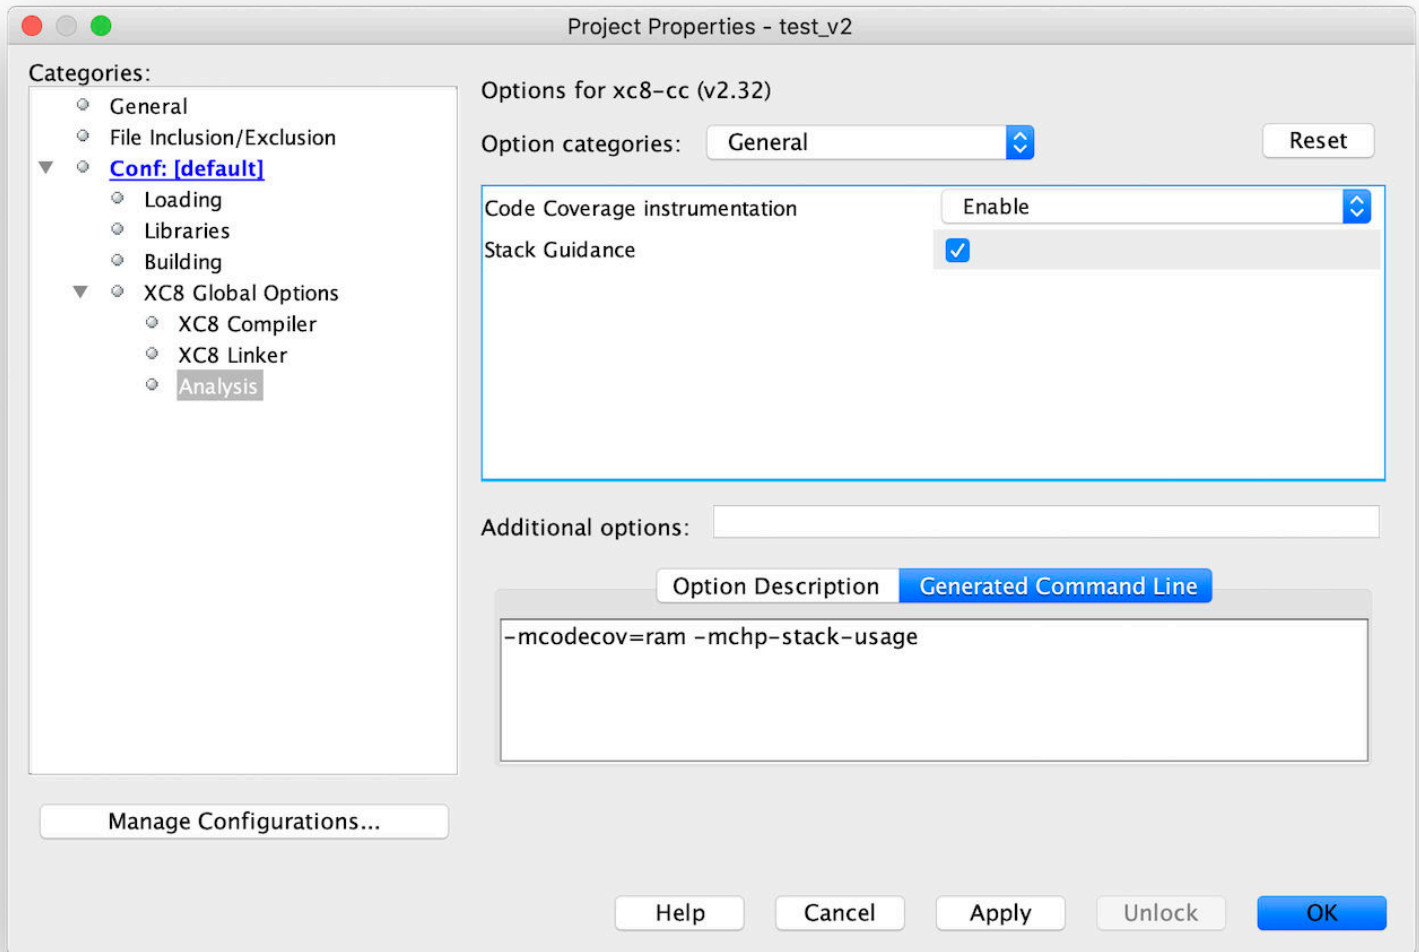 Project Properties - test_v2
Categories:
General
File Inclusion/Exclusion
Conf: [default]
Loading
Libraries
Building
XC8 Global Options
XC8 Compiler
XC8 Linker
Analysis
Manage Configurations...
Options for xc8-cc (v2.32)
Option categories: General Reset
Code Coverage instrumentation Enable
Stack Guidance
Additional options:
Option Description Generated Command Line
-mcodecov=ram -mchp-stack-usage
Help Cancel Apply Unlock OK